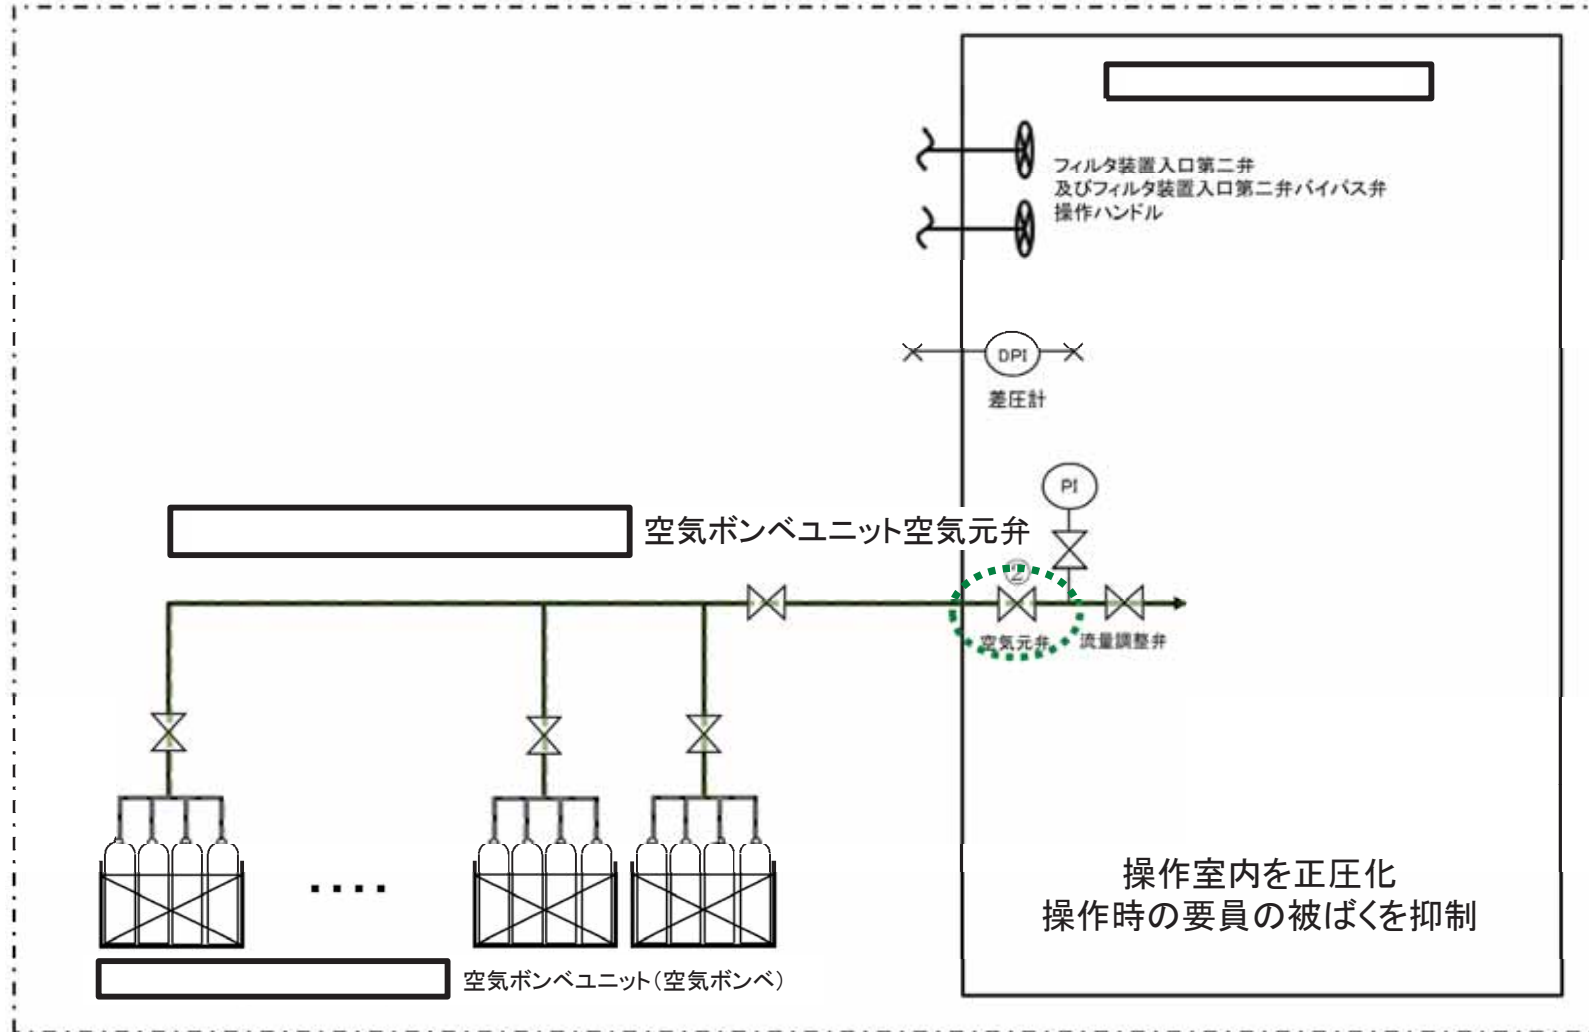 フィルタ装置入口第二弁
及びフィルタ装置入口第二弁バイパス弁
操作ハンドル
DPI
差圧計
PI
空気ボンベユニット空気元弁
②
空気元弁
流量調整弁
操作室内を正圧化
操作時の要員の被ばくを抑制
空気ボンベユニット(空気ボンベ)